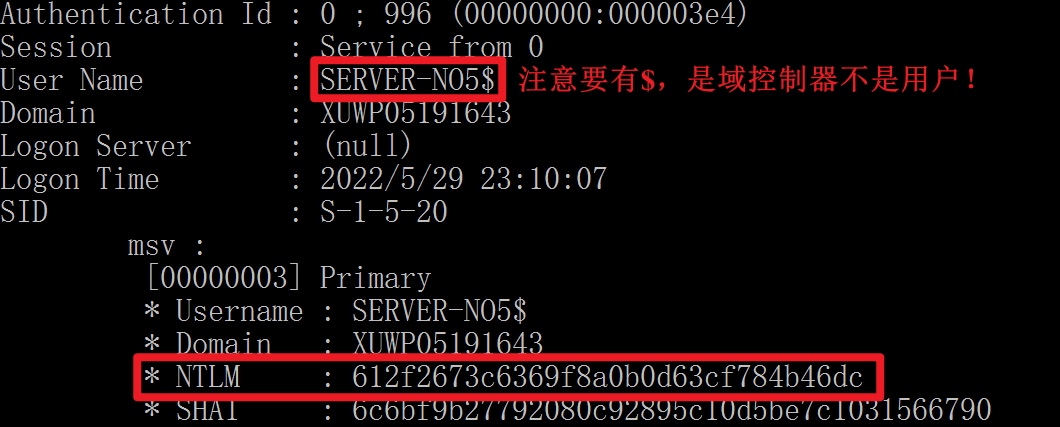 Authentication Id : 0 ; 996 (00000000:000003e4)
Session : Service from 0
User Name : SERVER-NO5$ 注意要有$，是域控制器不是用户！
Domain : XUWP05191643
Logon Server : (null)
Logon Time : 2022/5/29 23:10:07
SID : S-1-5-20
msv :
[00000003] Primary
* Username : SERVER-NO5$
* Domain : XUWP05191643
* NTLM : 612f2673c6369f8a0b0d63cf784b46dc
* SHA1 : 6c6bf9b27792080c92895c10d5be7c1031566790